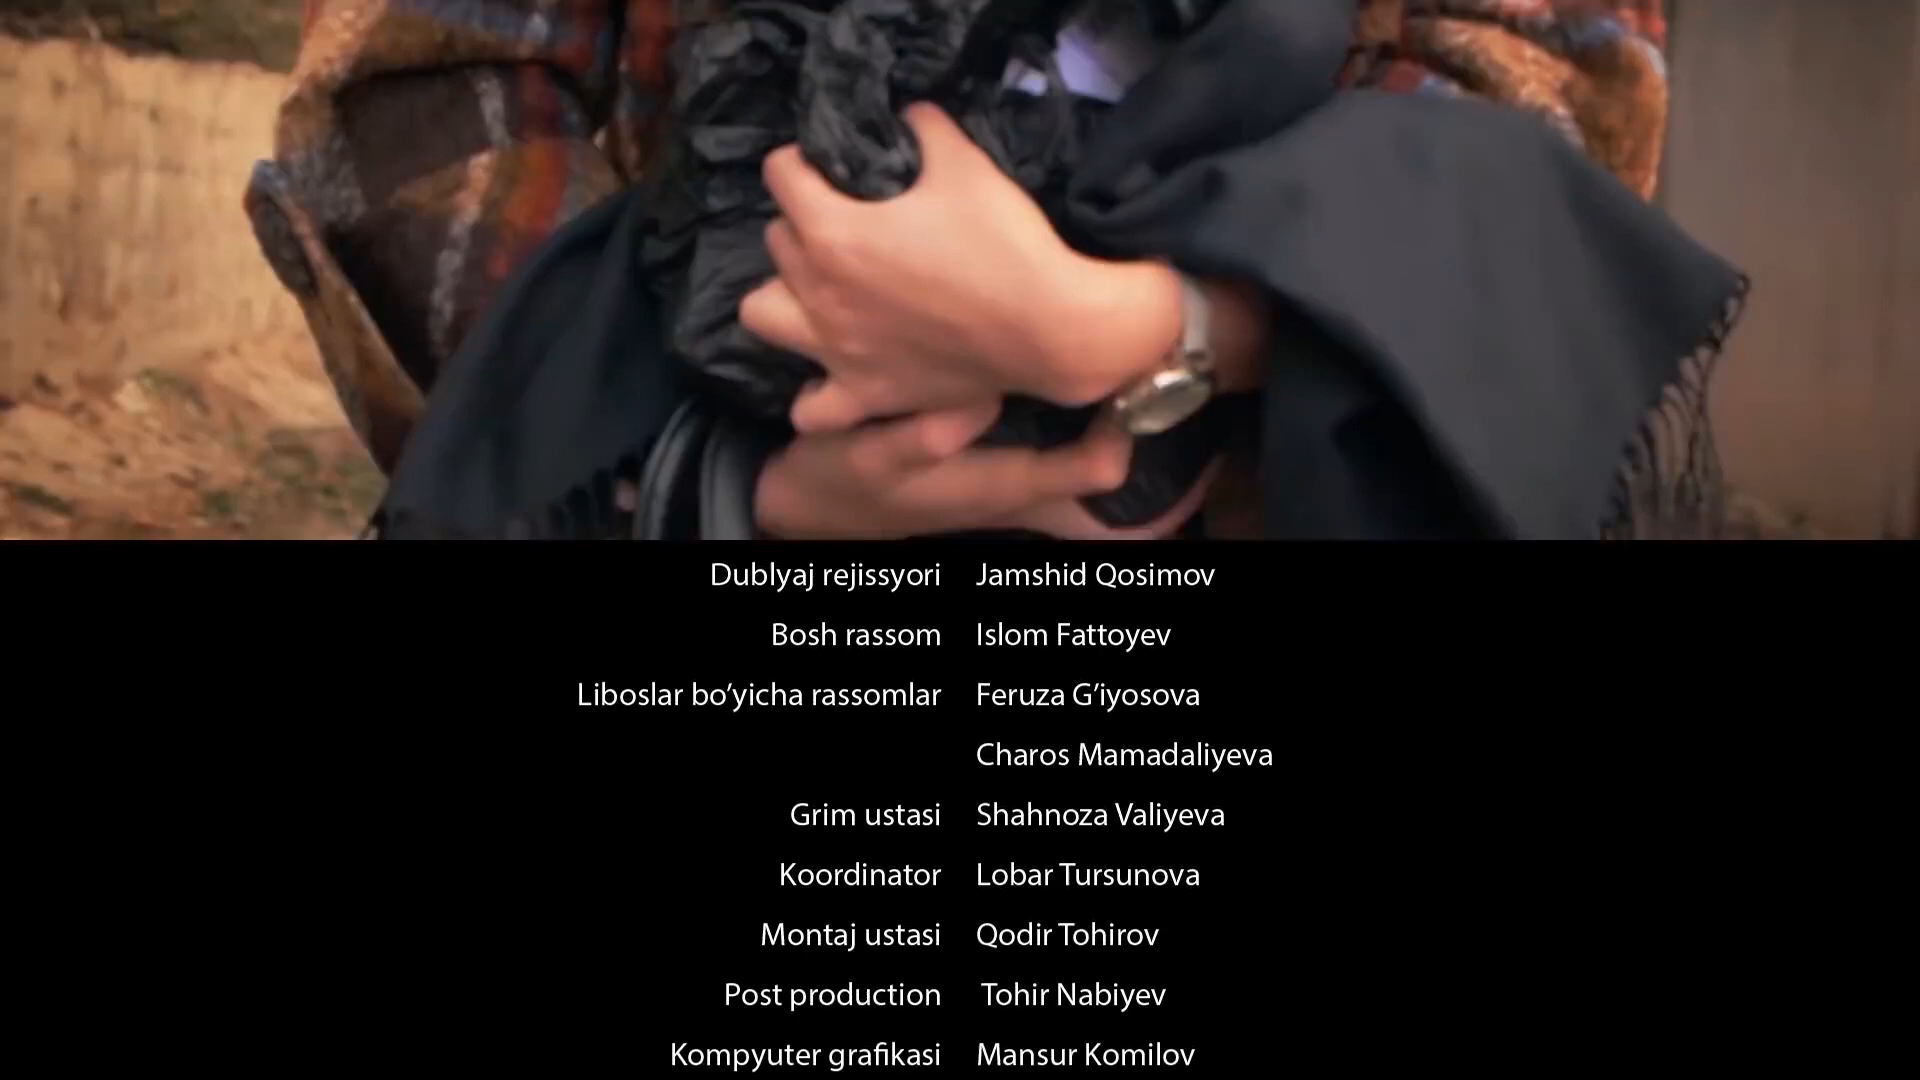 Dublyaj rejissyori Jamshid Qosimov
Bosh rassom Islom Fattoyev
Liboslar bo’yicha rassomlar Feruza G’iyosova
Charos Mamadaliyeva
Grim ustasi Shahnoza Valiyeva
Koordinator Lobar Tursunova
Montaj ustasi Qodir Tohirov
Post production Tohir Nabiyev
Kompyuter grafikasi Mansur Komilov